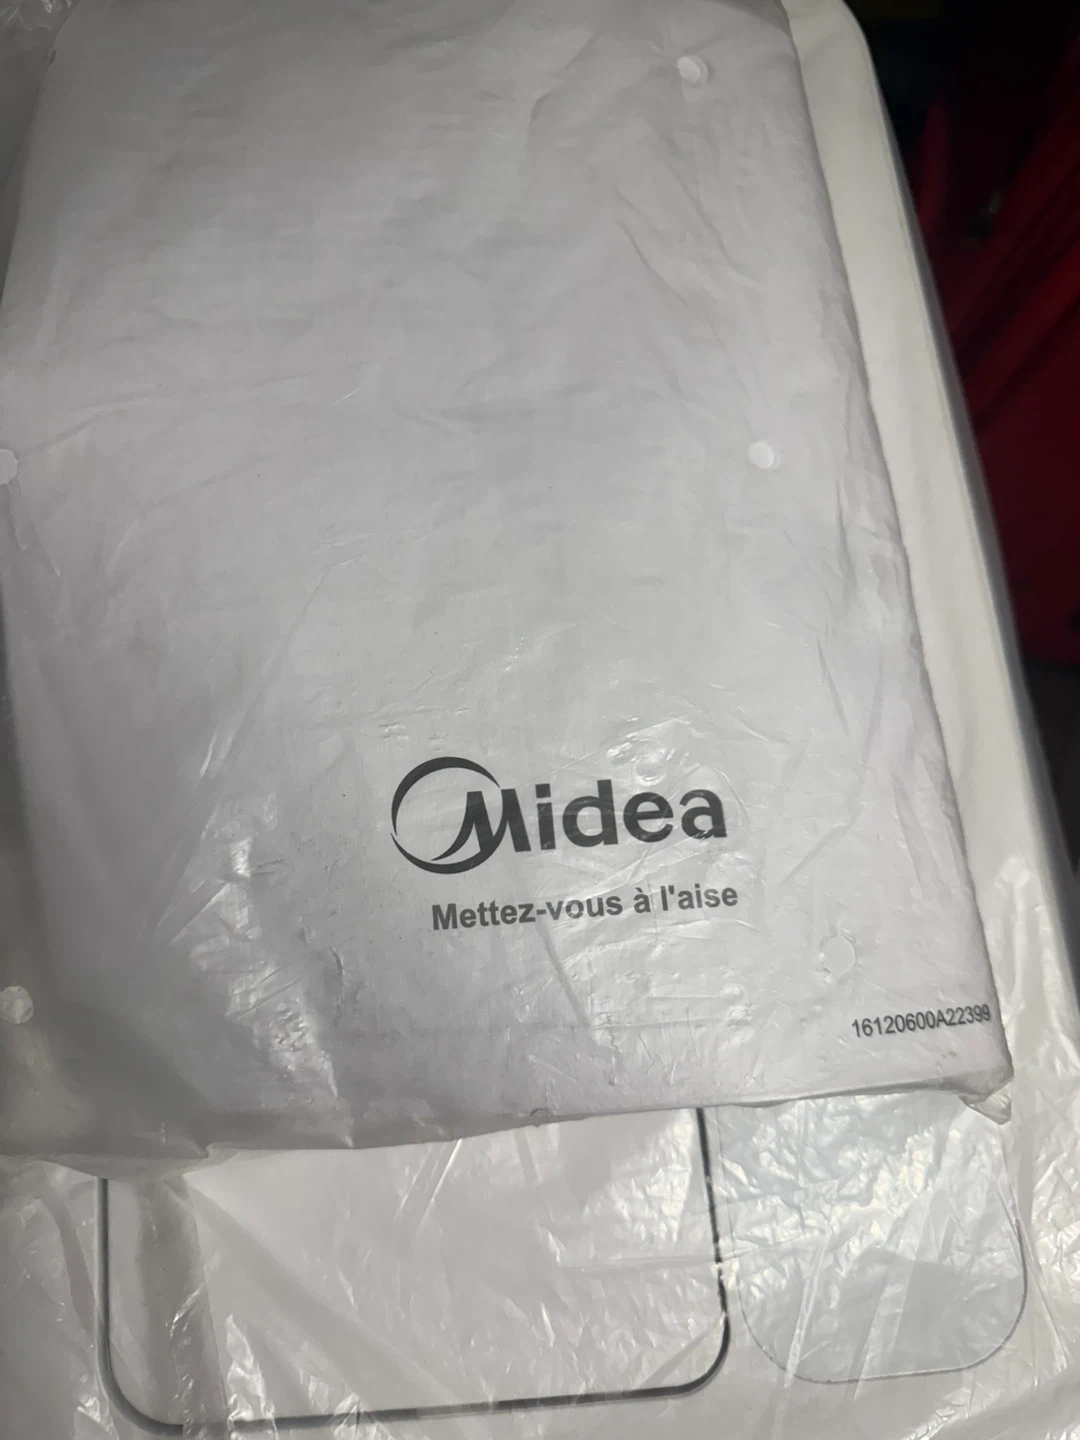 Midea
Mettez-vous à l'aise
16120600A22399